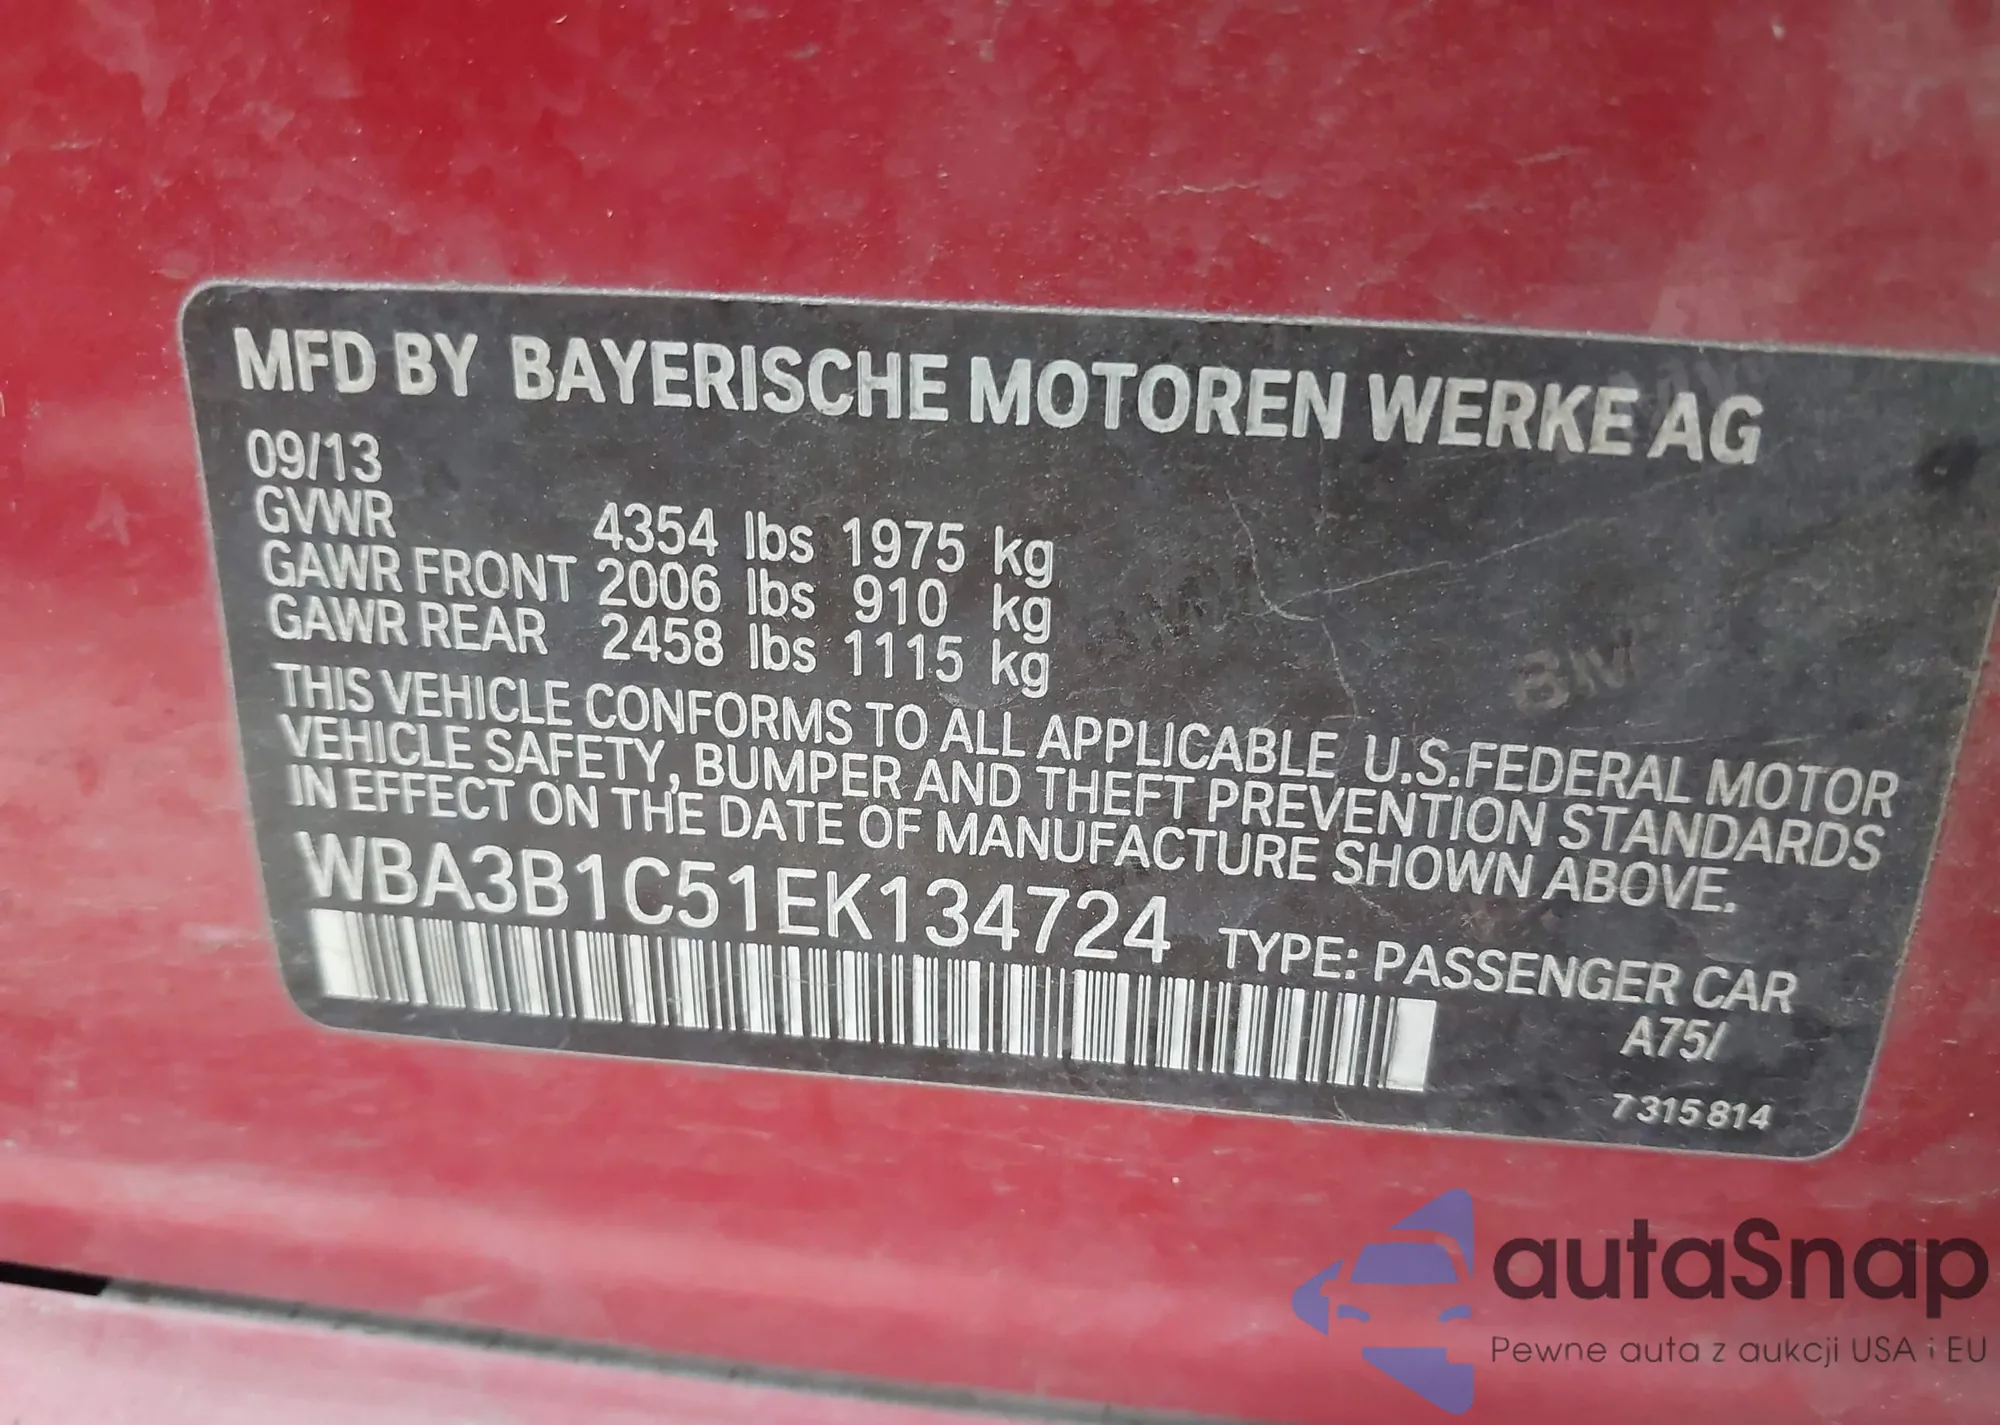 MFD BY BAYERISCHE MOTOREN WERKE AG
09/13
GVWR 4354 lbs 1975 kg
GAWR FRONT 2006 lbs 910 kg
GAWR REAR 2458 lbs 1115 kg
THIS VEHICLE CONFORMS TO ALL APPLICABLE U.S.FEDERAL MOTOR
VEHICLE SAFETY, BUMPER AND THEFT PREVENTION STANDARDS
IN EFFECT ON THE DATE OF MANUFACTURE SHOWN ABOVE.
WBA3B1C51EK134724 TYPE: PASSENGER CAR
A75/
7 315 814
autaSnap
Pewne auta z aukcji USA i EU